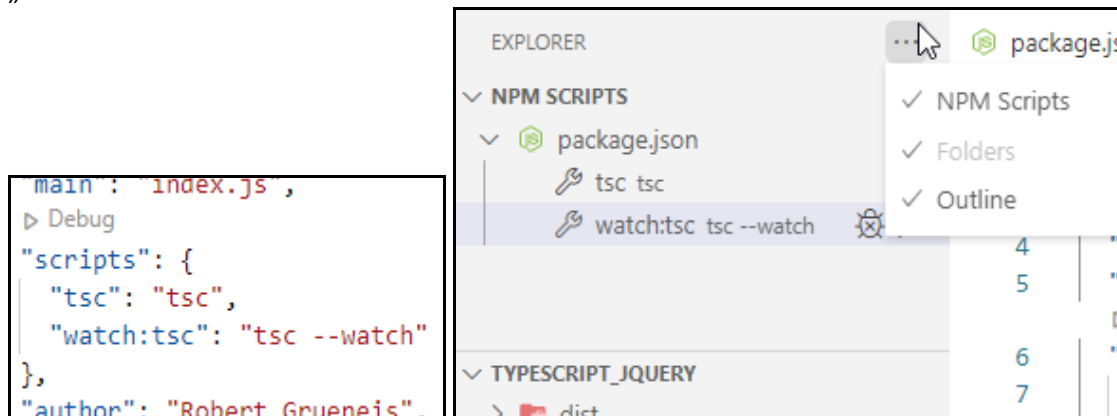 "
"main": "index.js",
Debug
"scripts": {
"tsc": "tsc",
"watch:tsc": "tsc --watch"
},
"author": "Robert Grueneis",
EXPLORER
···
package.js
NPM SCRIPTS
NPM Scripts
package.json
Folders
tsc tsc
Outline
watch:tsc tsc --watch
4
5
6
TYPESCRIPT_JQUERY
7
dist